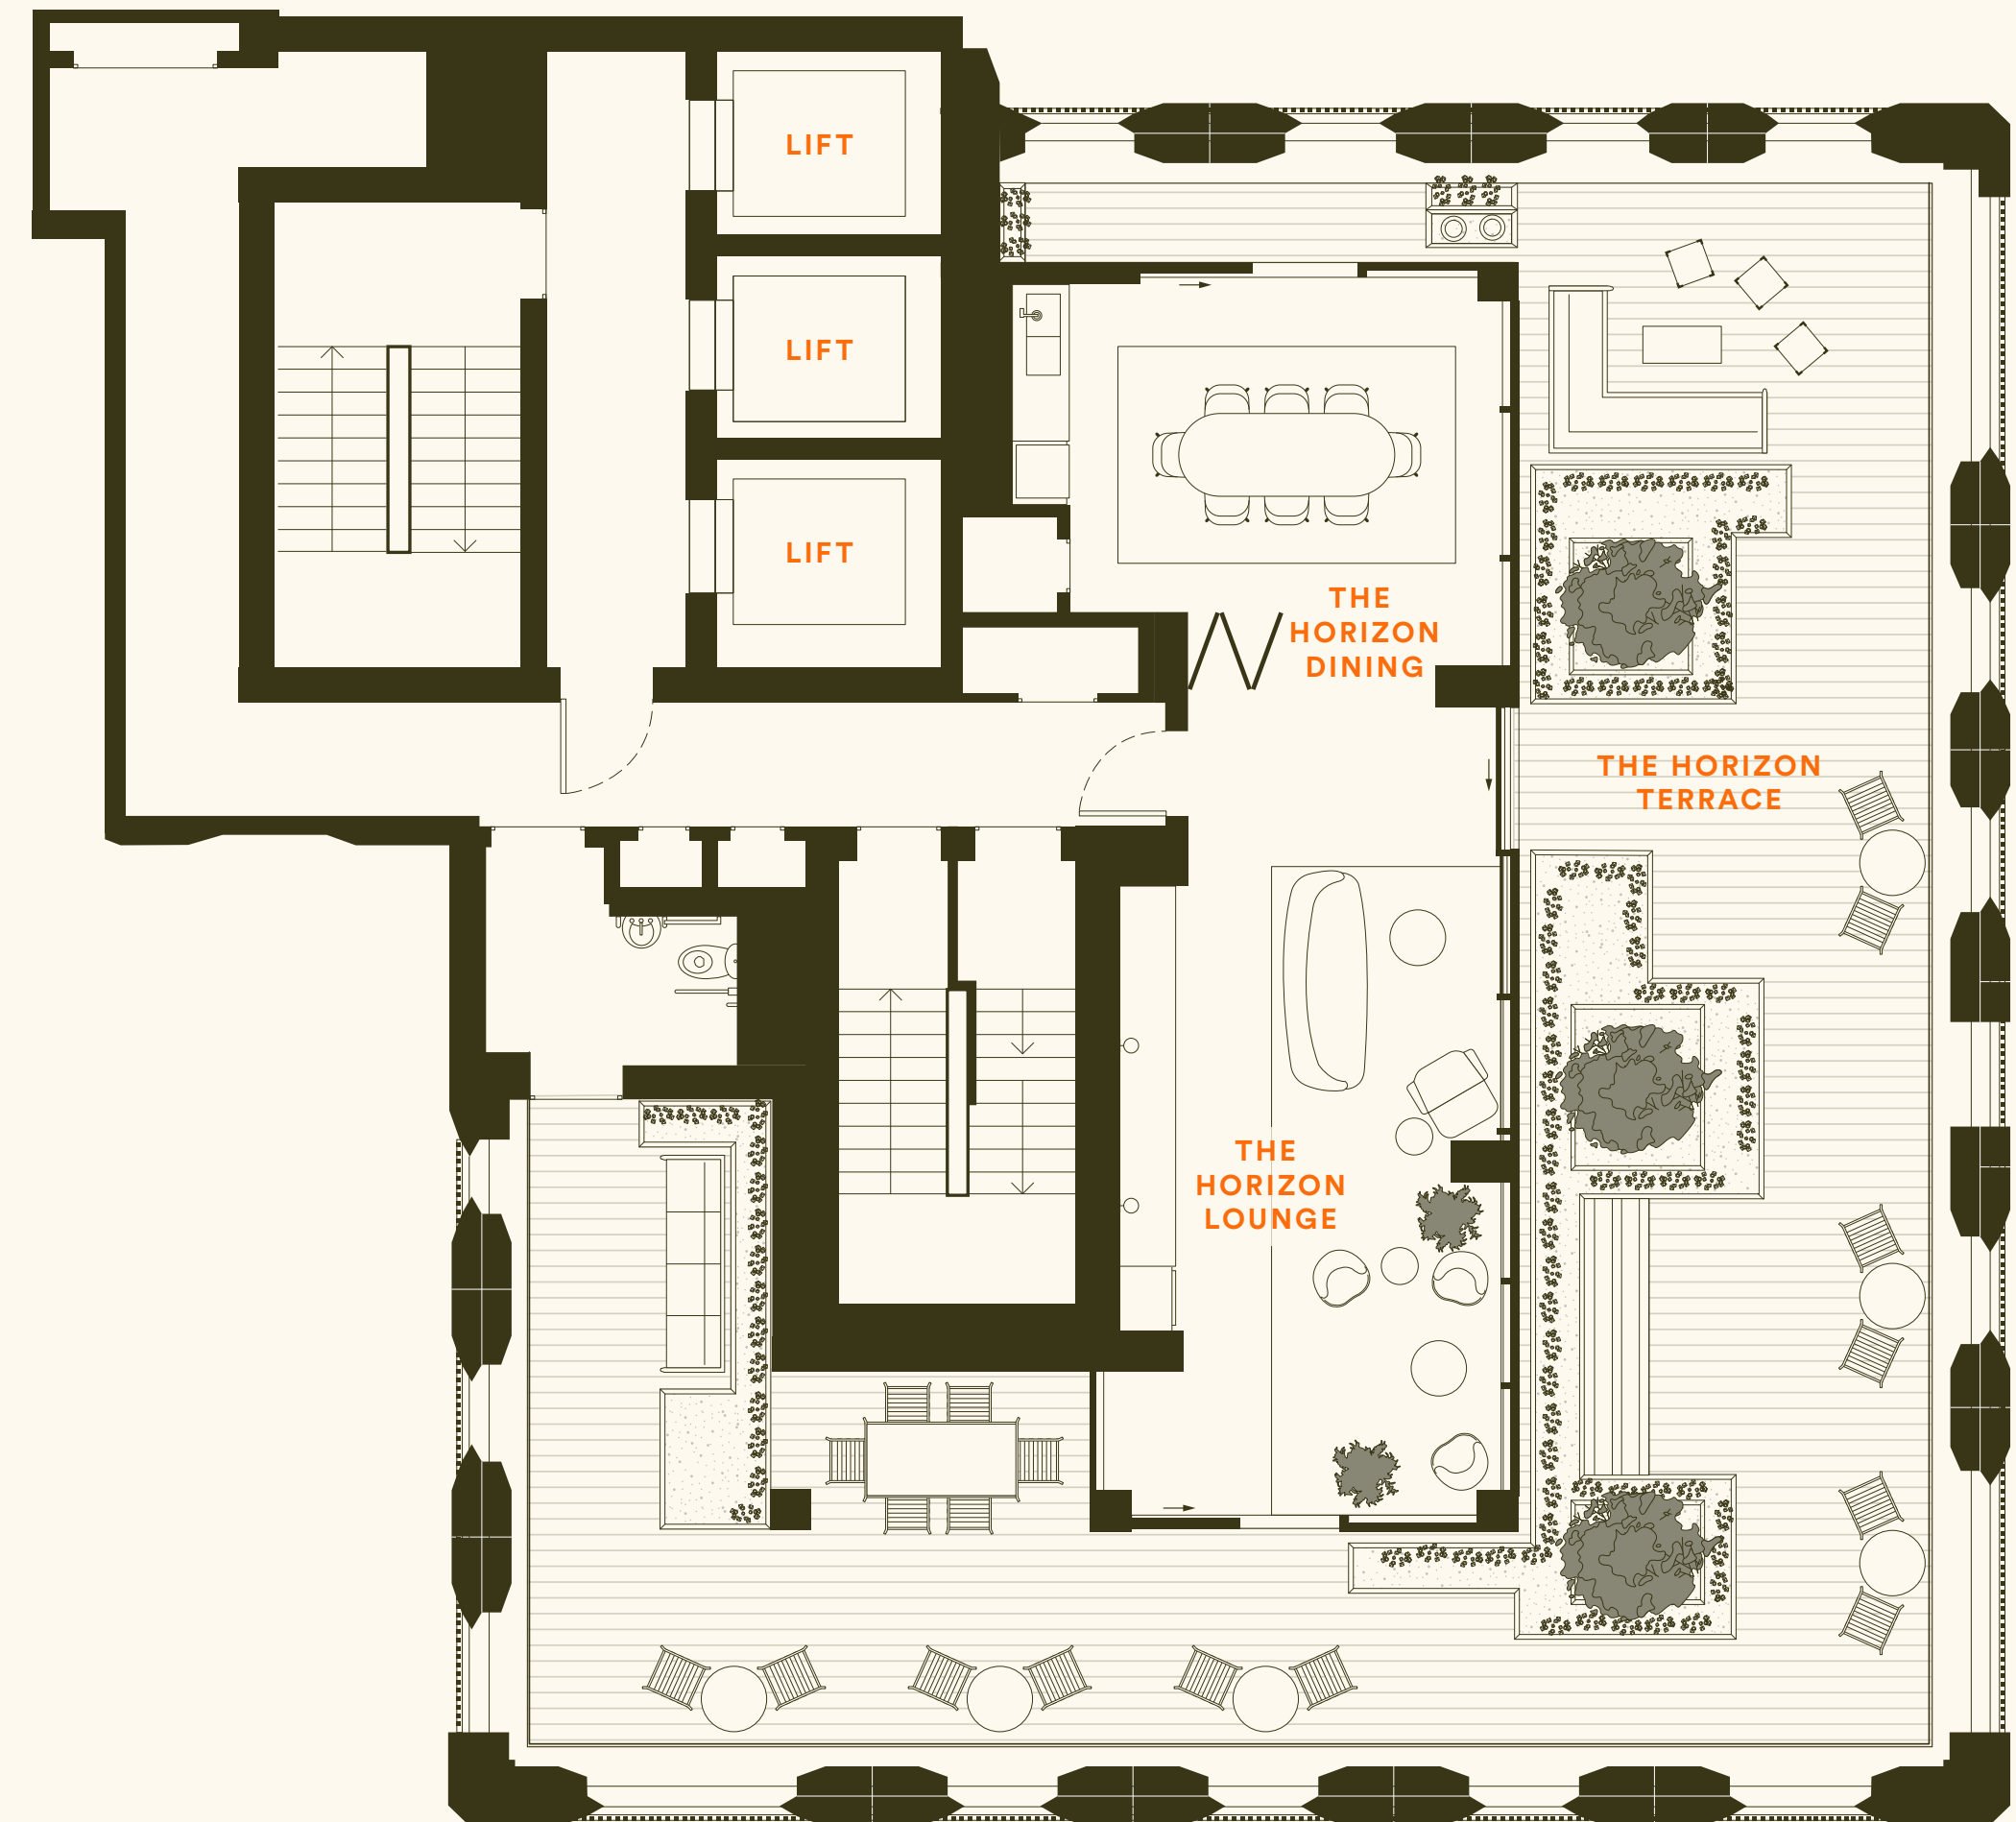 LIFT
LIFT
LIFT
THE
HORIZON
DINING
THE HORIZON
TERRACE
THE
HORIZON
LOUNGE